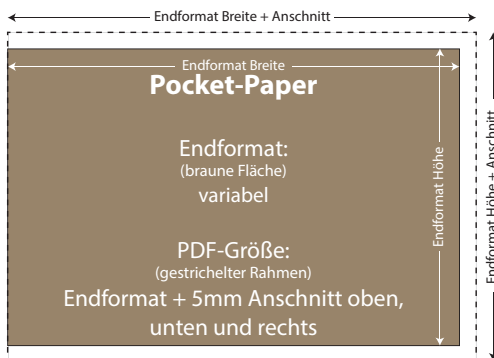 Endformat Breite + Anschnitt
Endformat Breite
Pocket-Paper
Endformat:
(braune Fläche)
variabel
PDF-Größe:
(gestrichelter Rahmen)
Endformat + 5mm Anschnitt oben,
unten und rechts
Endformat Höhe
Endformat Höhe + Anschnitt